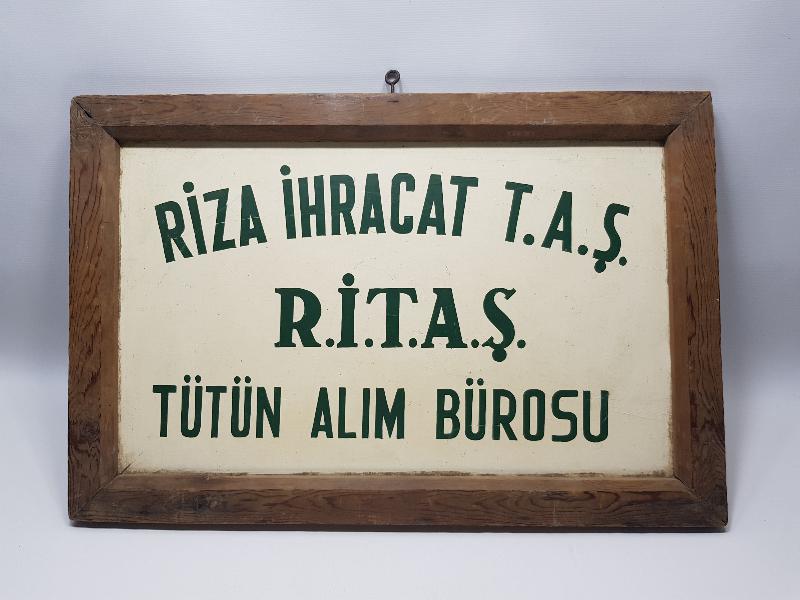 RİZA İHRACAT T.A.Ş.
R.İ.T.A.Ş.
TÜTÜN ALIM BÜROSU